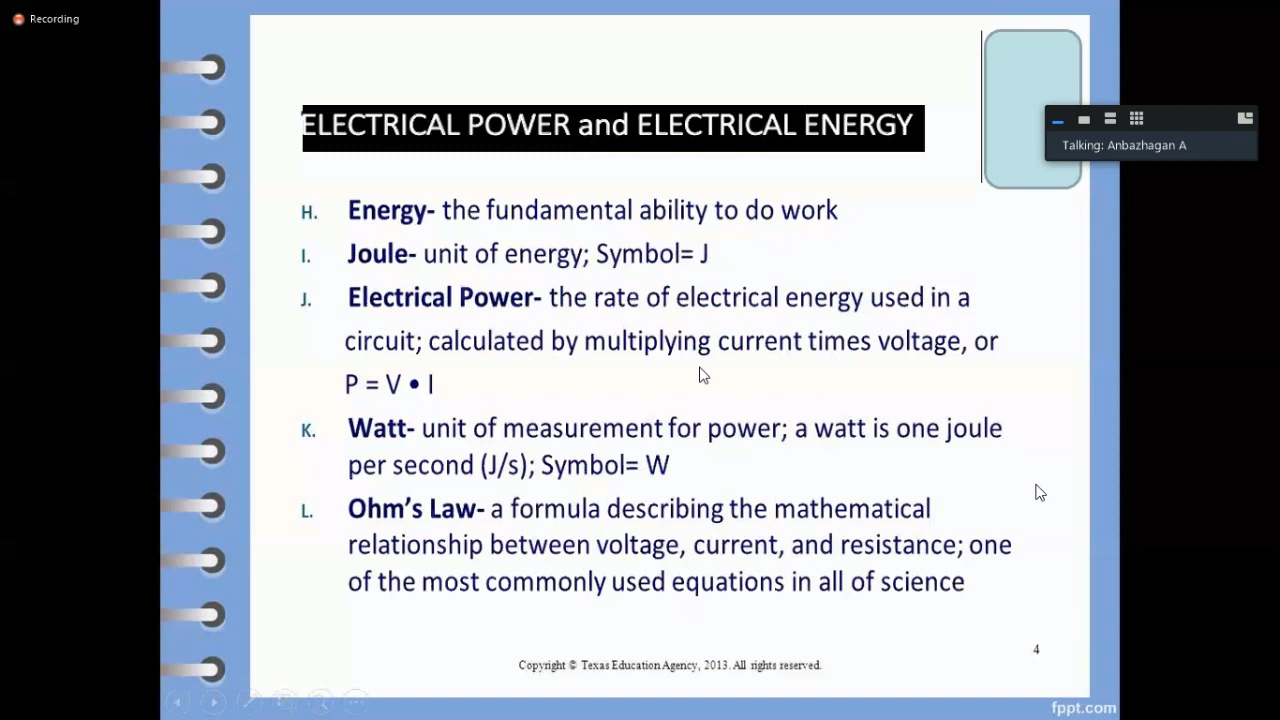 Recording
ELECTRICAL POWER and ELECTRICAL ENERGY
Talking: Anbazhagan A
H. Energy- the fundamental ability to do work
I. Joule- unit of energy; Symbol= J
J. Electrical Power- the rate of electrical energy used in a
circuit; calculated by multiplying current times voltage, or
P = V • I
K. Watt- unit of measurement for power; a watt is one joule
per second (J/s); Symbol= W
L. Ohm’s Law- a formula describing the mathematical
relationship between voltage, current, and resistance; one
of the most commonly used equations in all of science
4
Copyright © Texas Education Agency, 2013. All rights reserved.
fppt.com